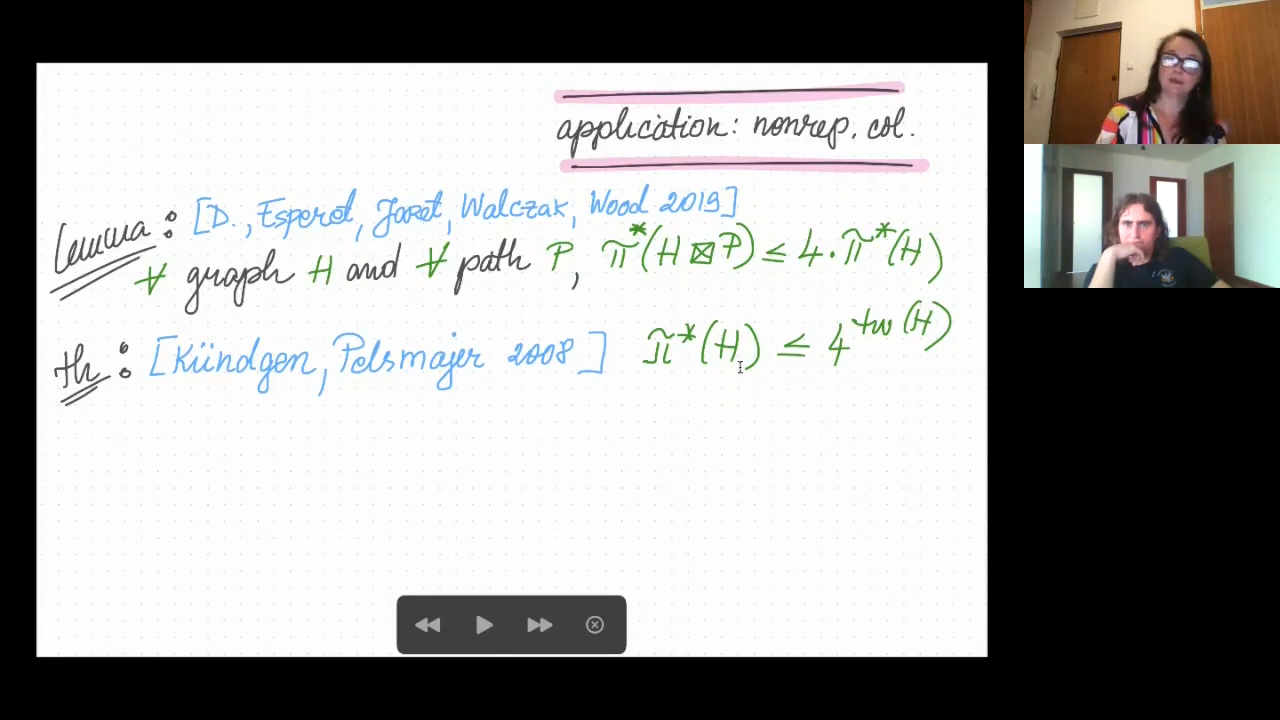 application: nonrep. col.
Lemma: [D., Esperet, Joret, Walczak, Wood 2019]
∀ graph H and ∀ path P, π*(H ⊠ P) ≤ 4·π*(H)
th: [Kündgen, Pelsmajer 2008] π*(H) ≤ 4^tw(H)